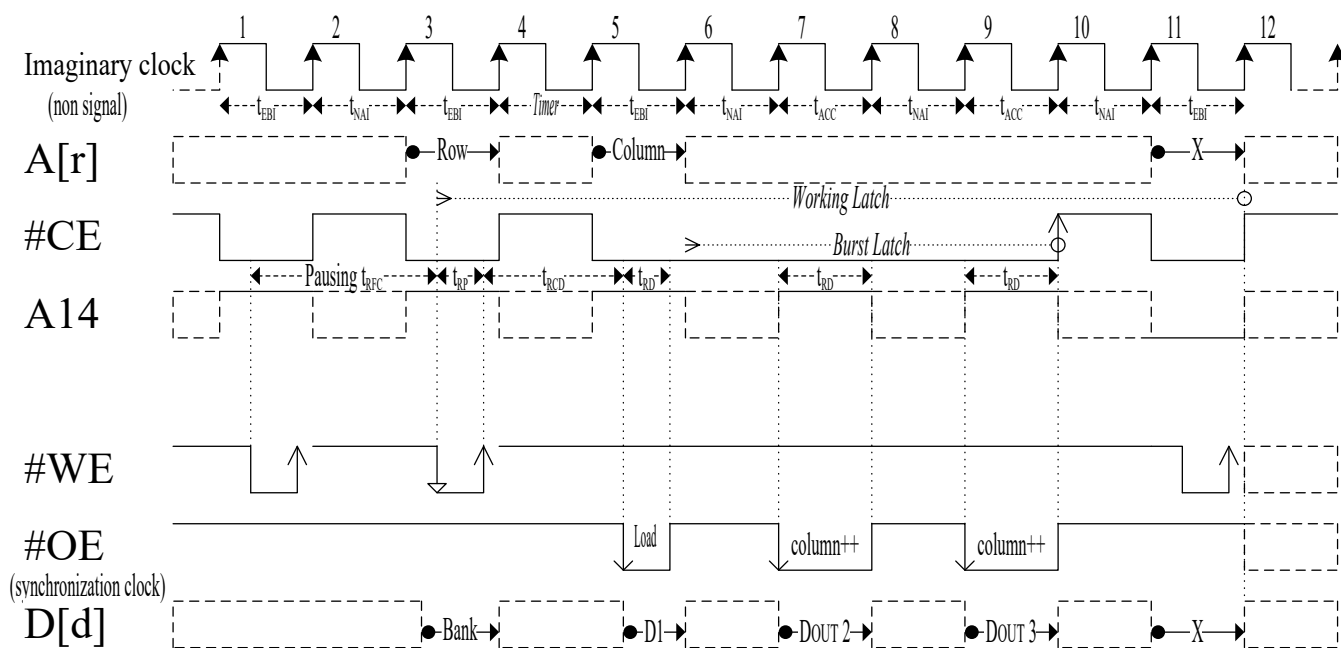 1 2 3 4 5 6 7 8 9 10 11 12
Imaginary clock
(non signal)
tEBI tNAI tEBI Timer tEBI tNAI tACC tNAI tACC tNAI tEBI
A[r]
Row Column X
Working Latch
#CE
Burst Latch
Pausing tRFC tRP tRCD tRD tRD tRD
A14
#WE
#OE
Load column++ column++
(synchronization clock)
D[d]
Bank D1 DOUT 2 DOUT 3 X